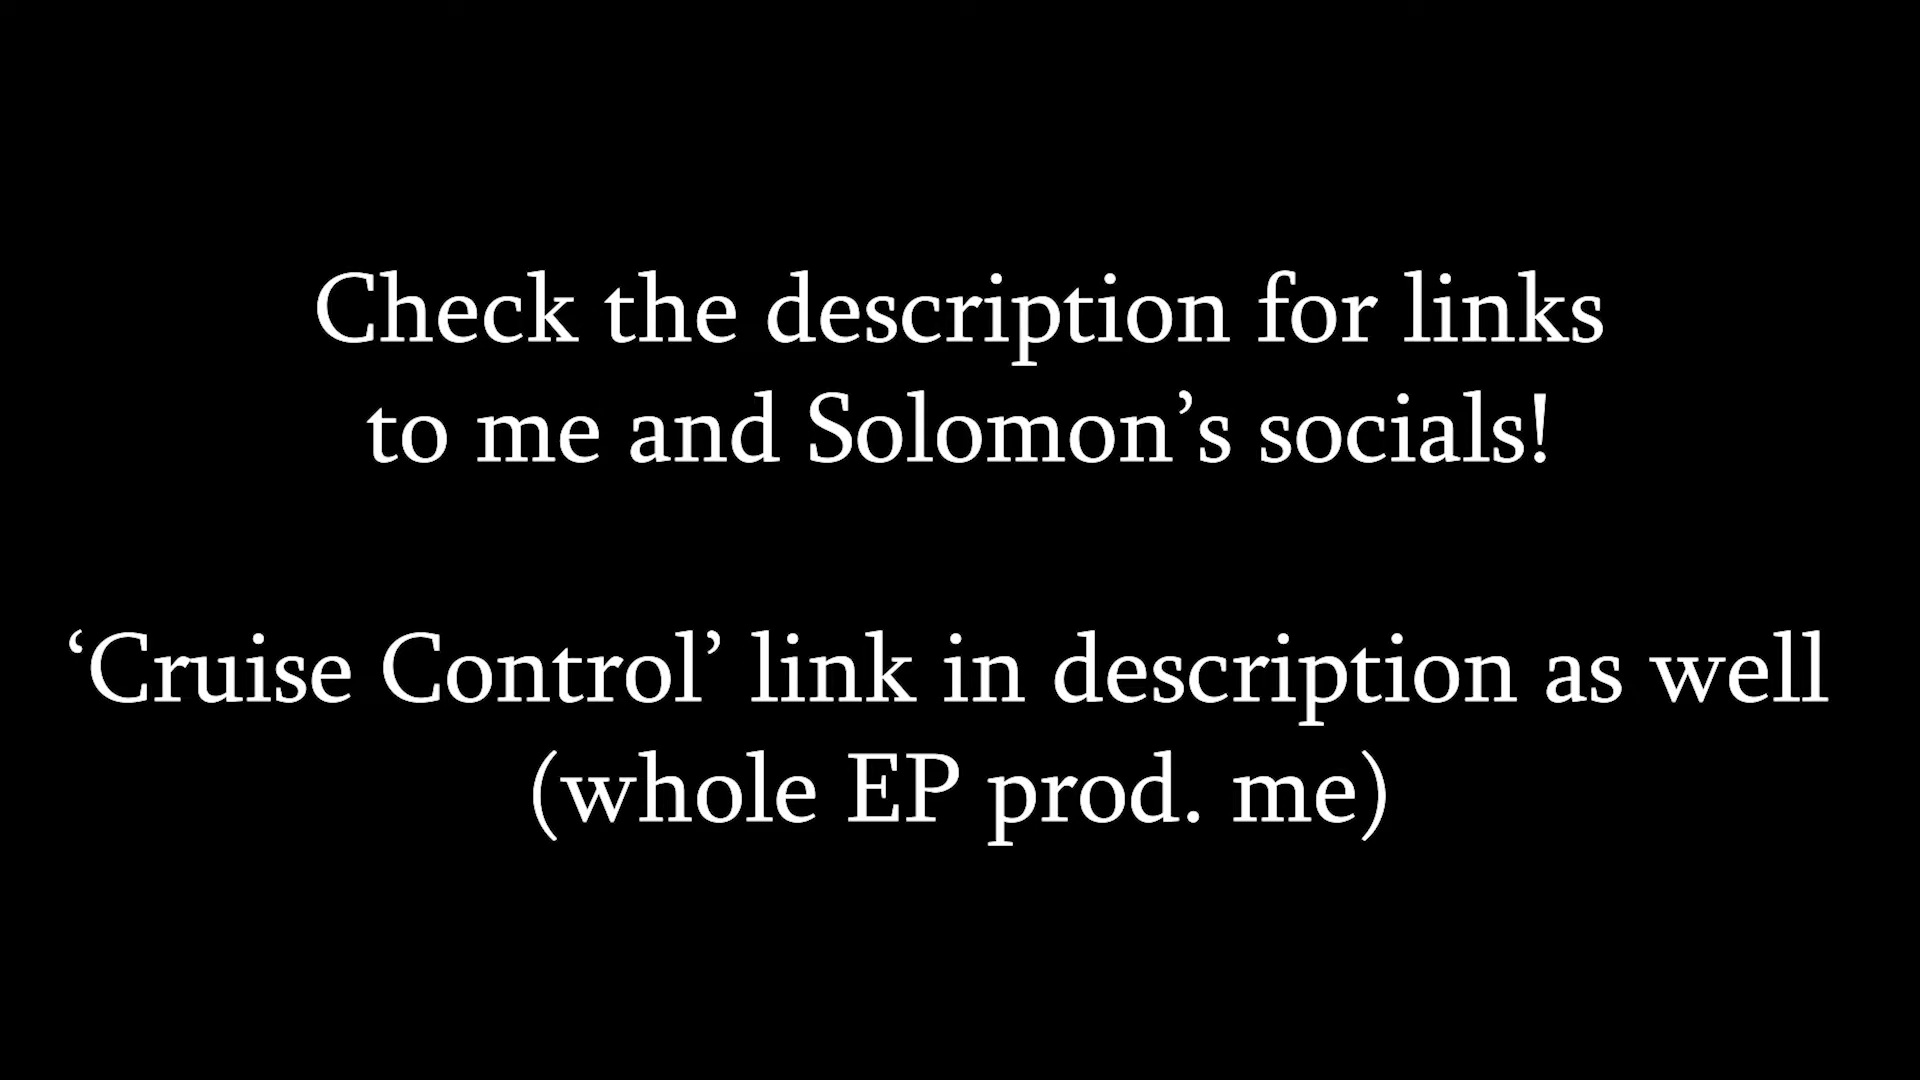 Check the description for links
to me and Solomon’s socials!
‘Cruise Control’ link in description as well
(whole EP prod. me)